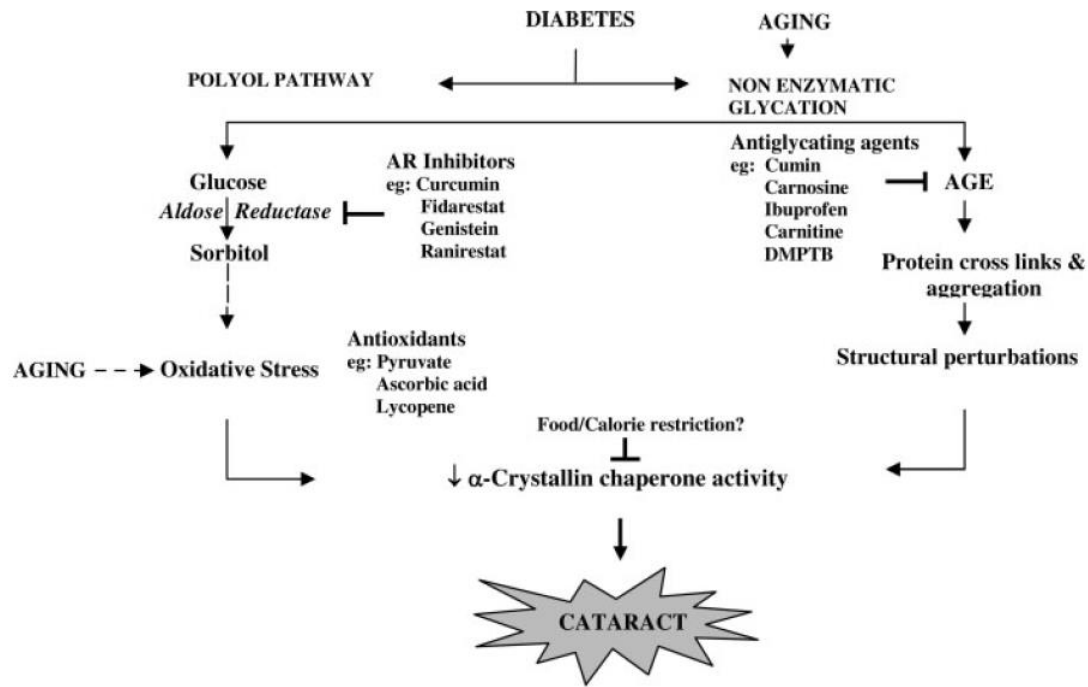 DIABETES
AGING
POLYOL PATHWAY
NON ENZYMATIC
GLYCATION
Glucose
Aldose Reductase
Sorbitol
AR Inhibitors
eg: Curcumin
Fidarestat
Genistein
Ranirestat
Antiglycating agents
eg: Cumin
Carnosine
Ibuprofen
Carnitine
DMPTB
AGE
Protein cross links &
aggregation
Structural perturbations
AGING
Oxidative Stress
Antioxidants
eg: Pyruvate
Ascorbic acid
Lycopene
Food/Calorie restriction?
↓ α-Crystallin chaperone activity
CATARACT